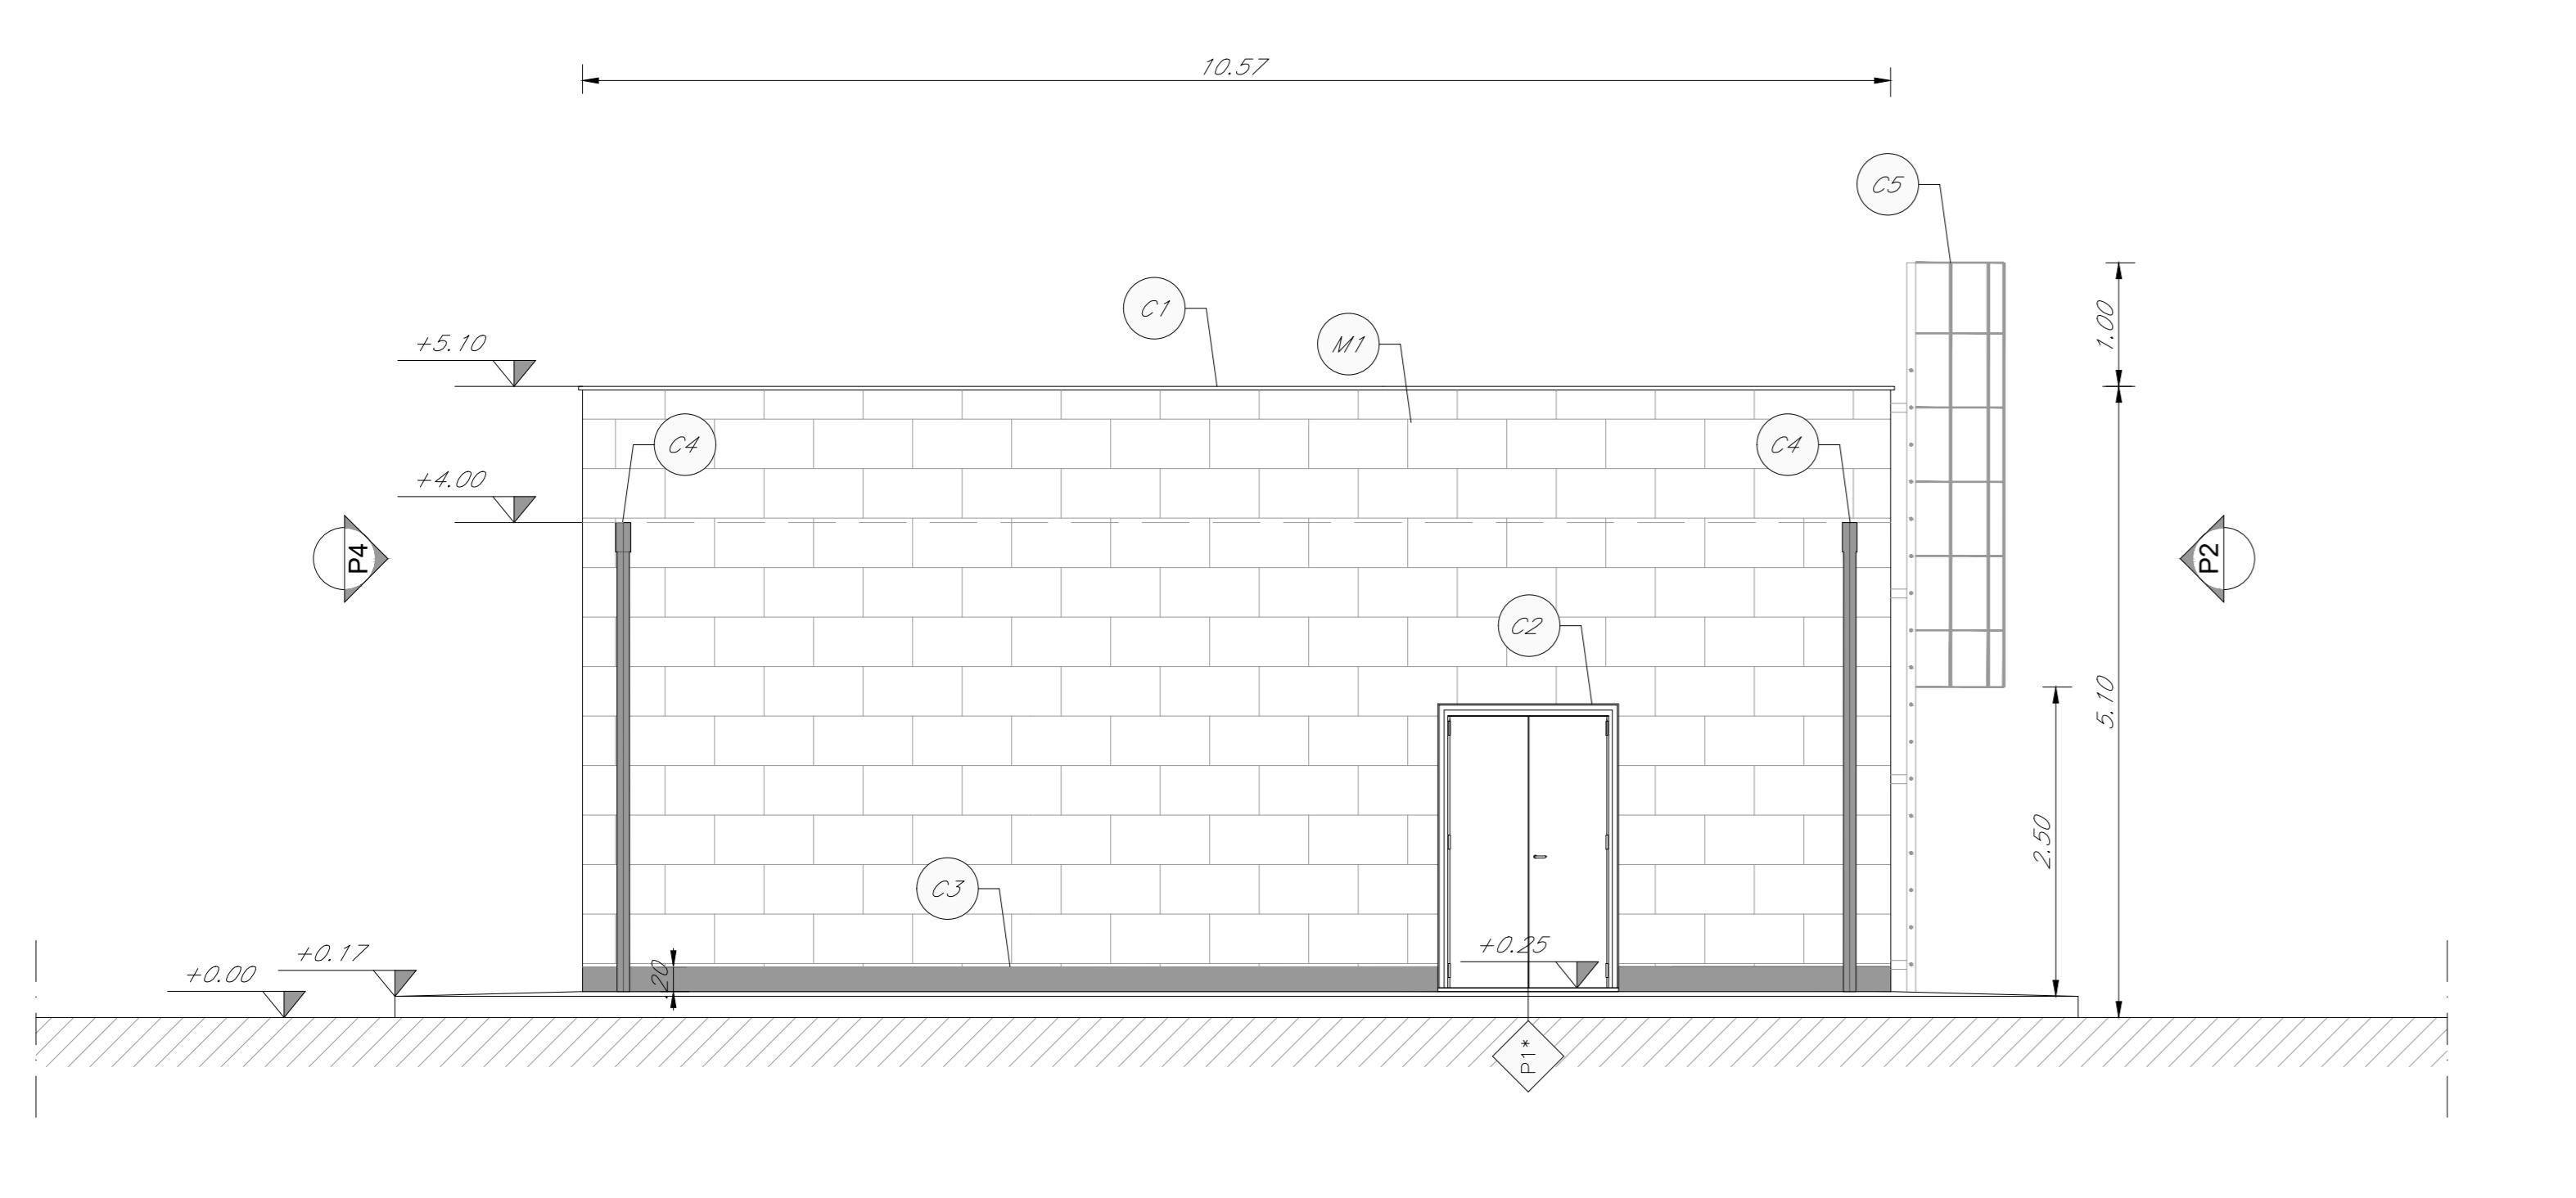 10.57
C5
C1
M1
1.00
+5.10
C4
C4
+4.00
P4
P2
C2
5.10
2.50
C3
+0.25
+0.17
+0.00
.20
P1*